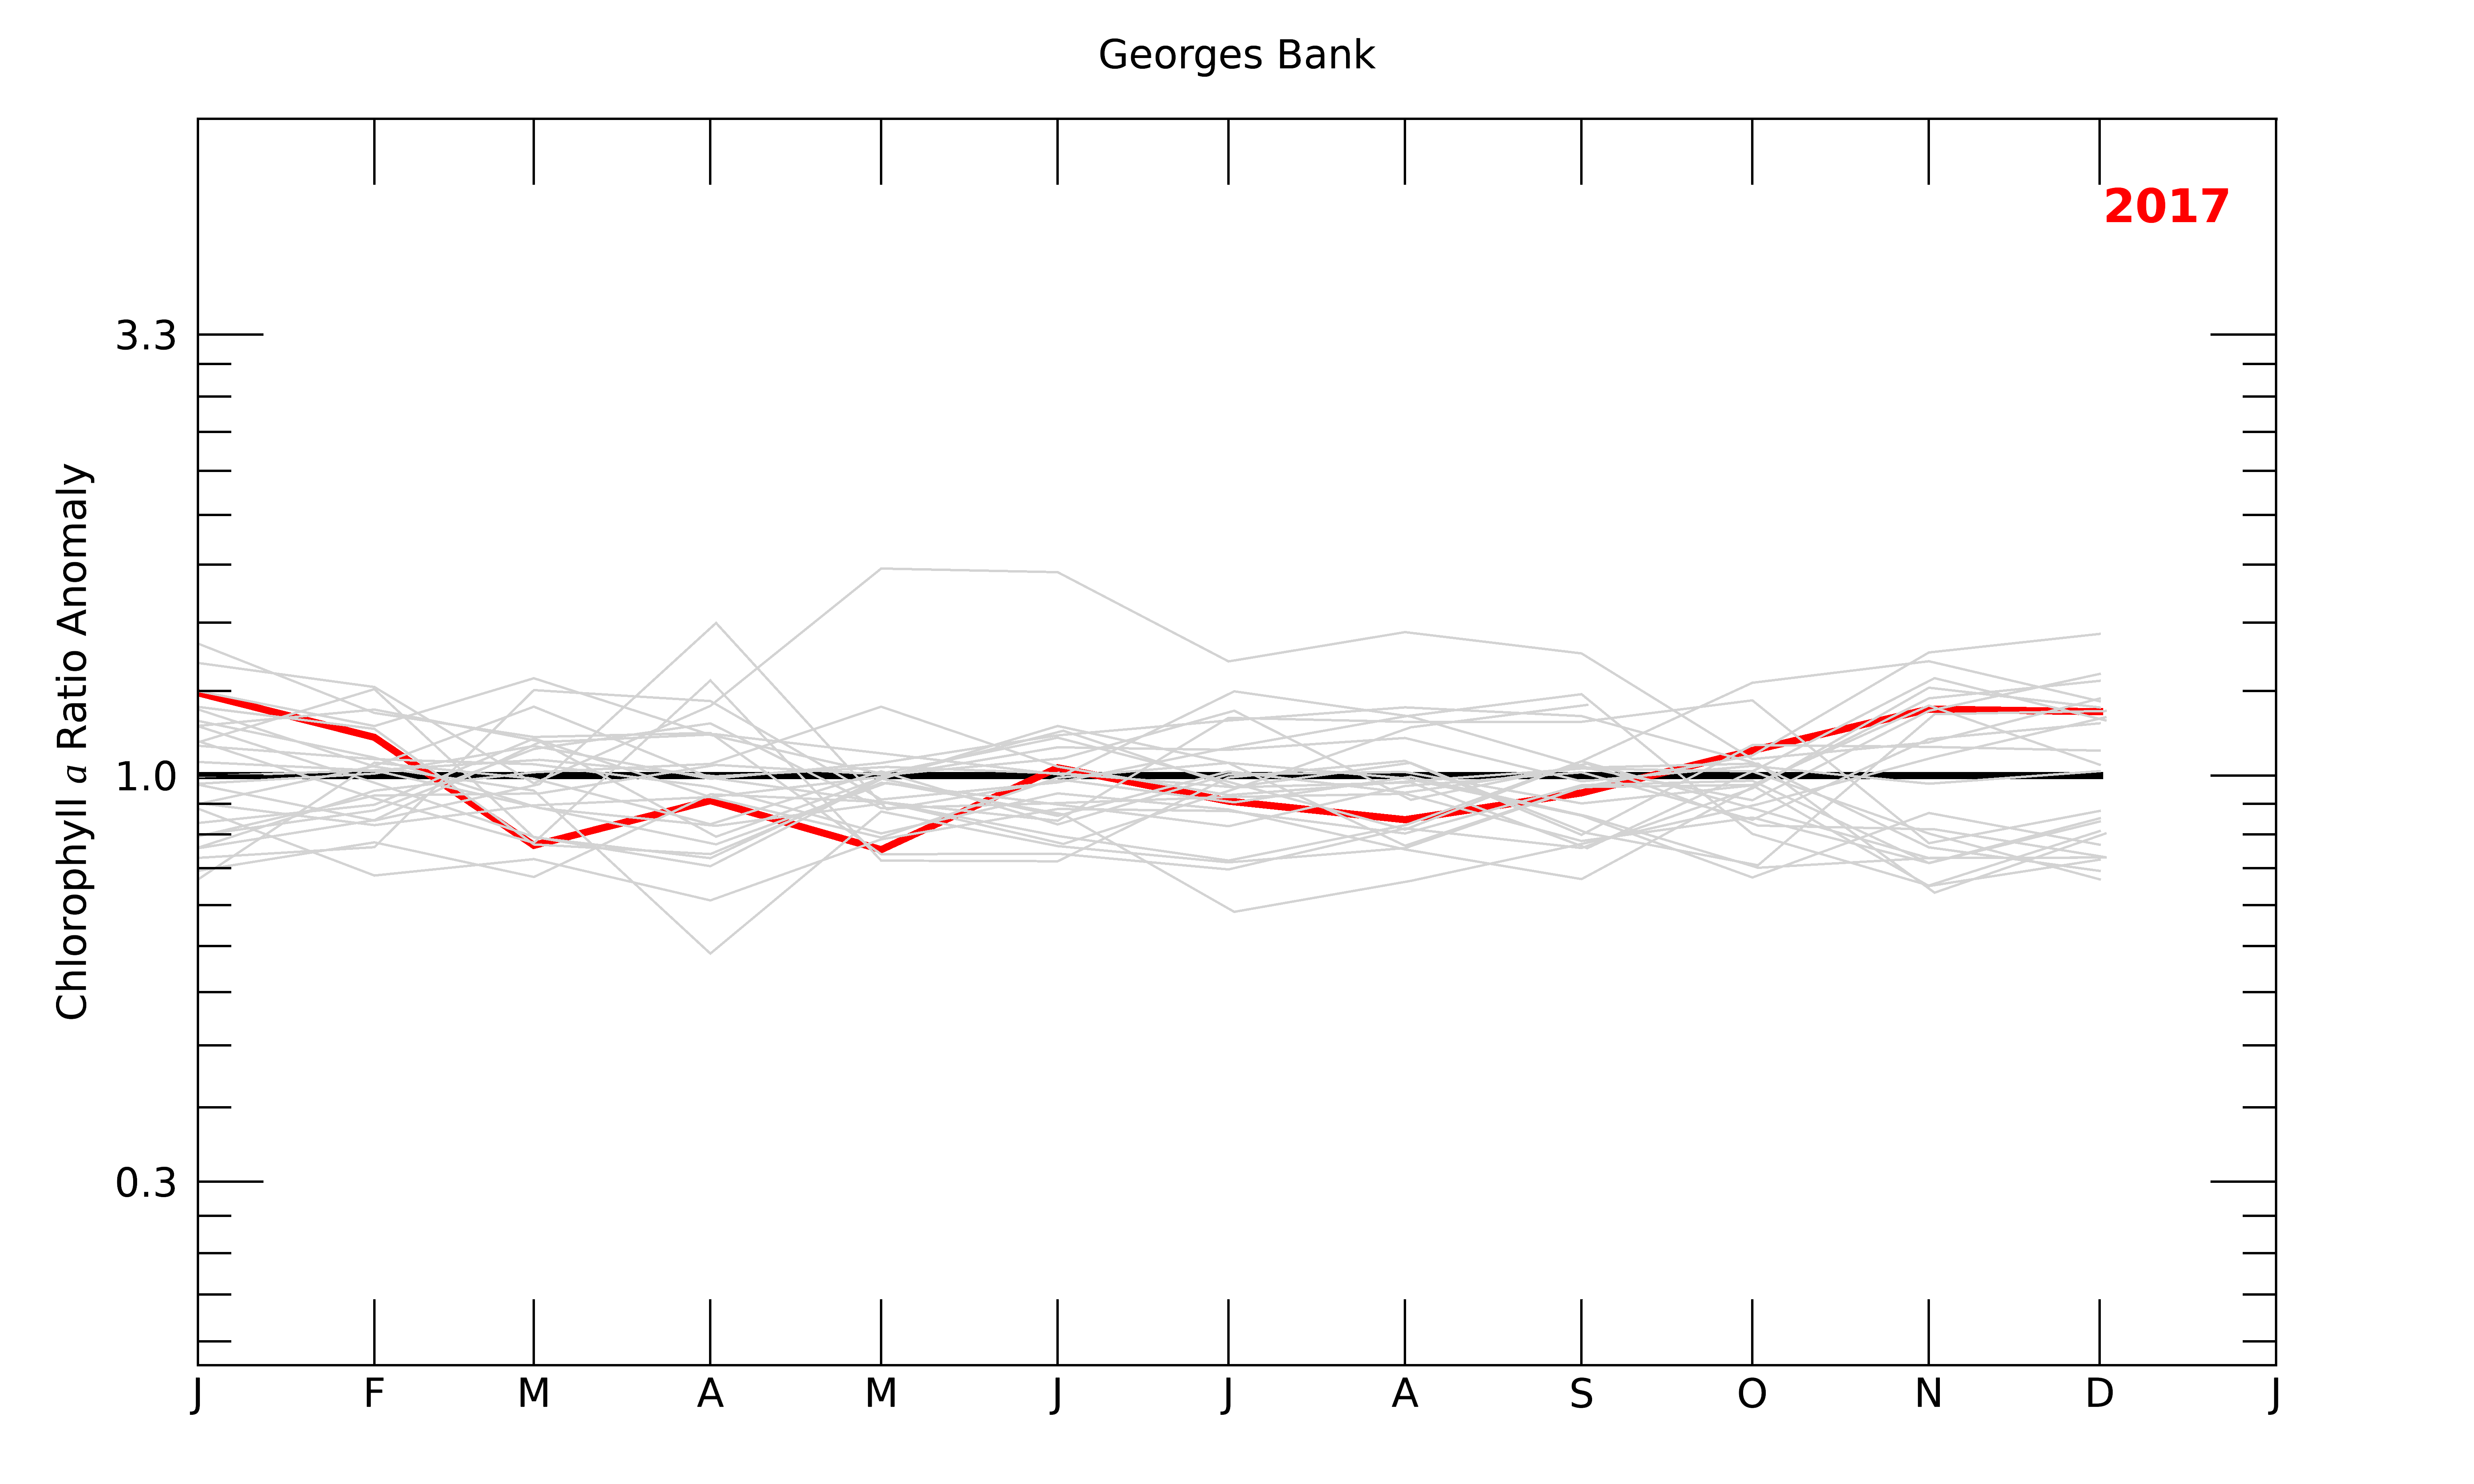 Georges Bank
2017
Chlorophyll a Ratio Anomaly
3.3
1.0
0.3
J F M A M J J A S O N D J